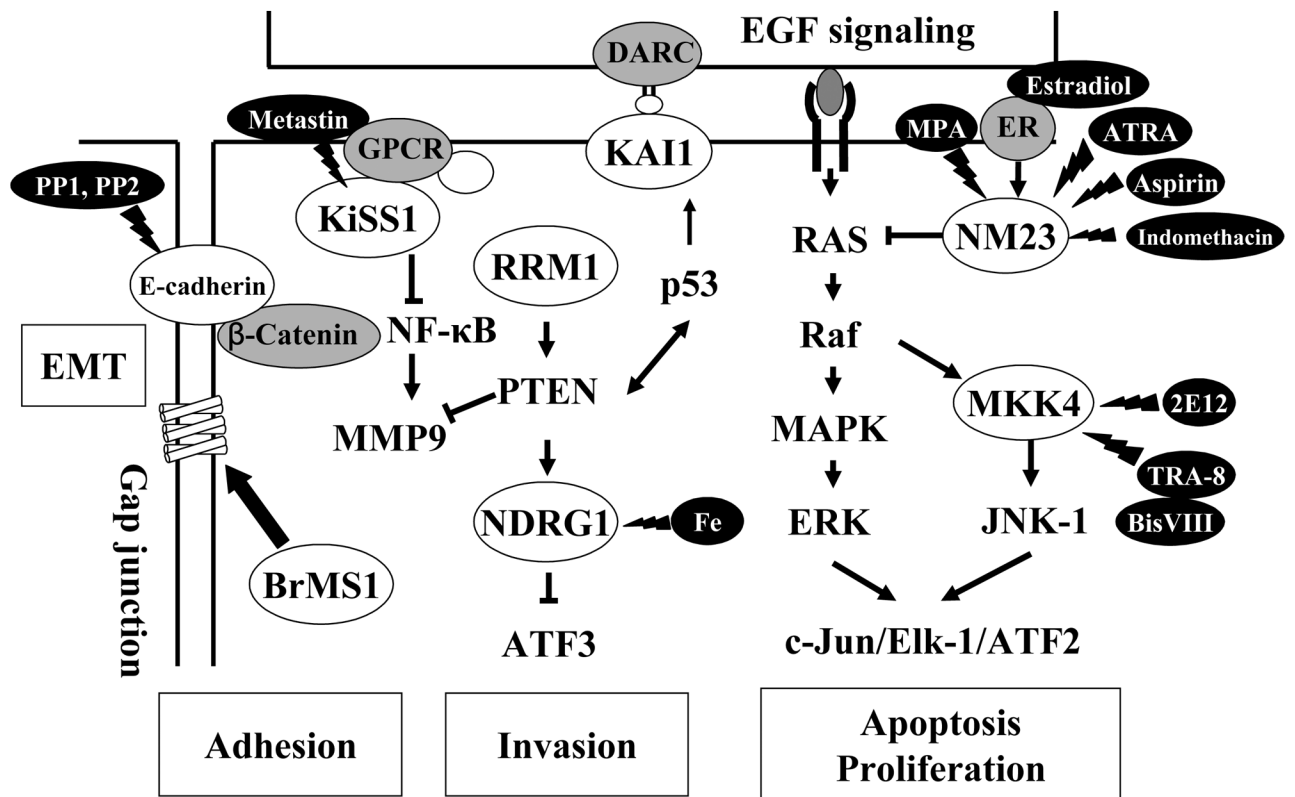 EGF signaling
DARC
Estradiol
Metastin
MPA
ER
ATRA
GPCR
KAI1
PP1, PP2
Aspirin
KiSS1
RAS
NM23
Indomethacin
E-cadherin
RRM1
p53
β-Catenin
NF-κB
Raf
EMT
PTEN
MKK4
2E12
MMP9
MAPK
TRA-8
Gap junction
NDRG1
Fe
ERK
JNK-1
BisVIII
BrMS1
ATF3
c-Jun/Elk-1/ATF2
Adhesion
Invasion
Apoptosis
Proliferation